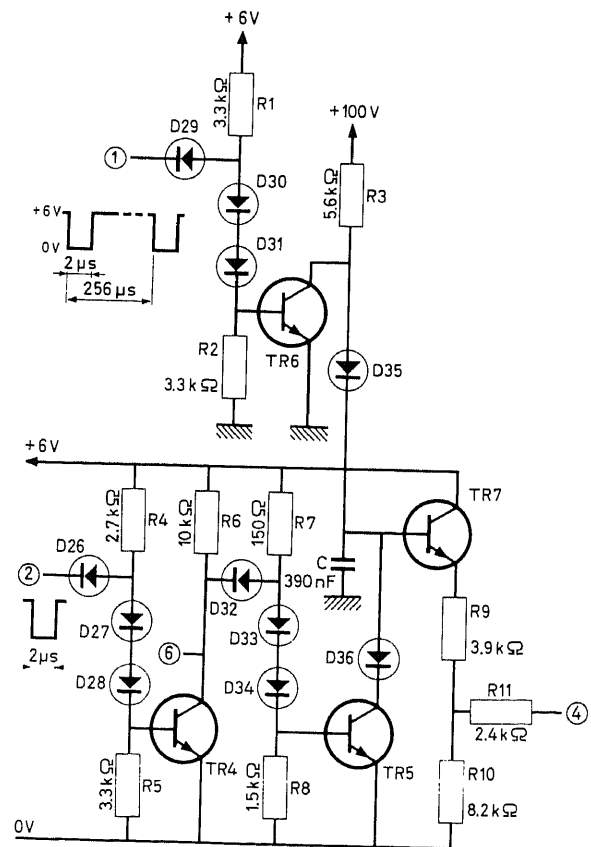 +6V
3.3kΩ
R1
+100V
D29
1
5.6kΩ
R3
D30
+6V
0V
2µs
256µs
D31
R2
3.3kΩ
TR6
D35
+6V
2.7kΩ
R4
10kΩ
R6
150Ω
R7
TR7
D26
2
C
390nF
D32
2µs
D27
D33
R9
3.9kΩ
6
D28
D34
D36
R11
4
2.4kΩ
3.3kΩ
R5
TR4
1.5kΩ
R8
TR5
R10
8.2kΩ
0V